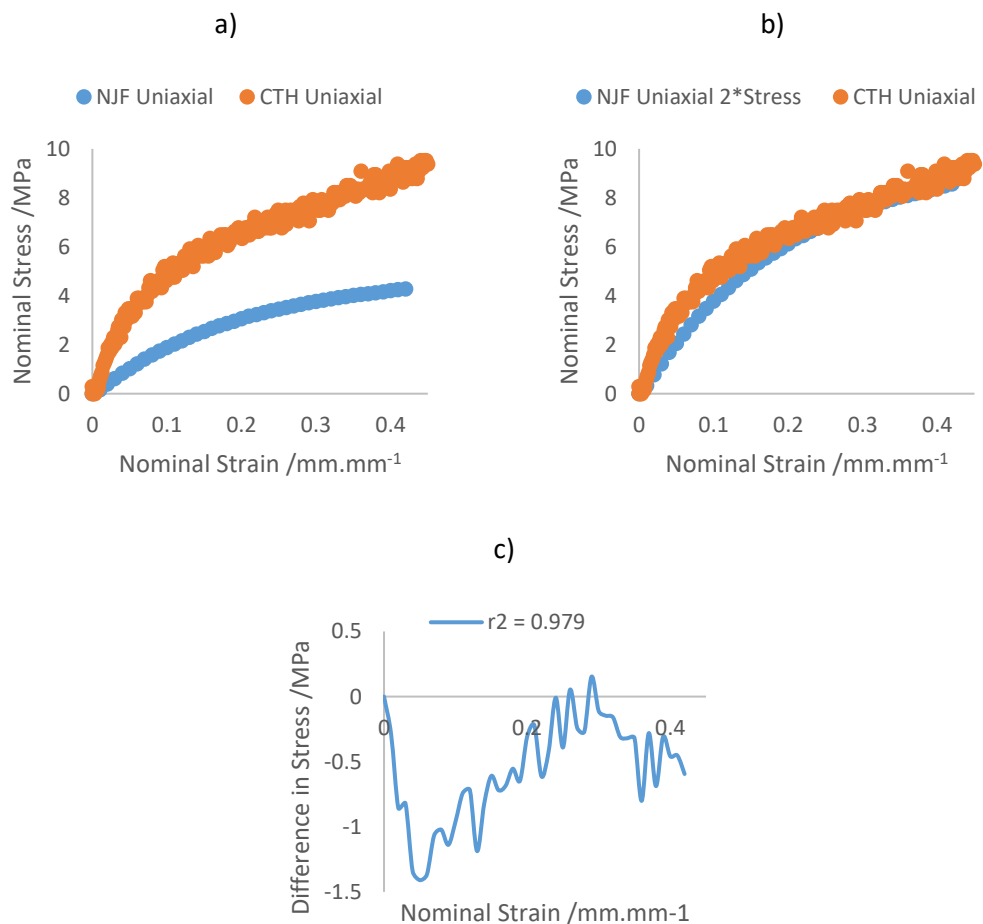 a)
NJF Uniaxial CTH Uniaxial
10
8
6
4
2
0
0 0.1 0.2 0.3 0.4
Nominal Stress /MPa
Nominal Strain /mm.mm⁻¹
b)
NJF Uniaxial 2*Stress CTH Uniaxial
10
8
6
4
2
0
0 0.1 0.2 0.3 0.4
Nominal Stress /MPa
Nominal Strain /mm.mm⁻¹
c)
r2 = 0.979
0.5
0
-0.5
-1
-1.5
0 0.2 0.4
Difference in Stress /MPa
Nominal Strain /mm.mm-1